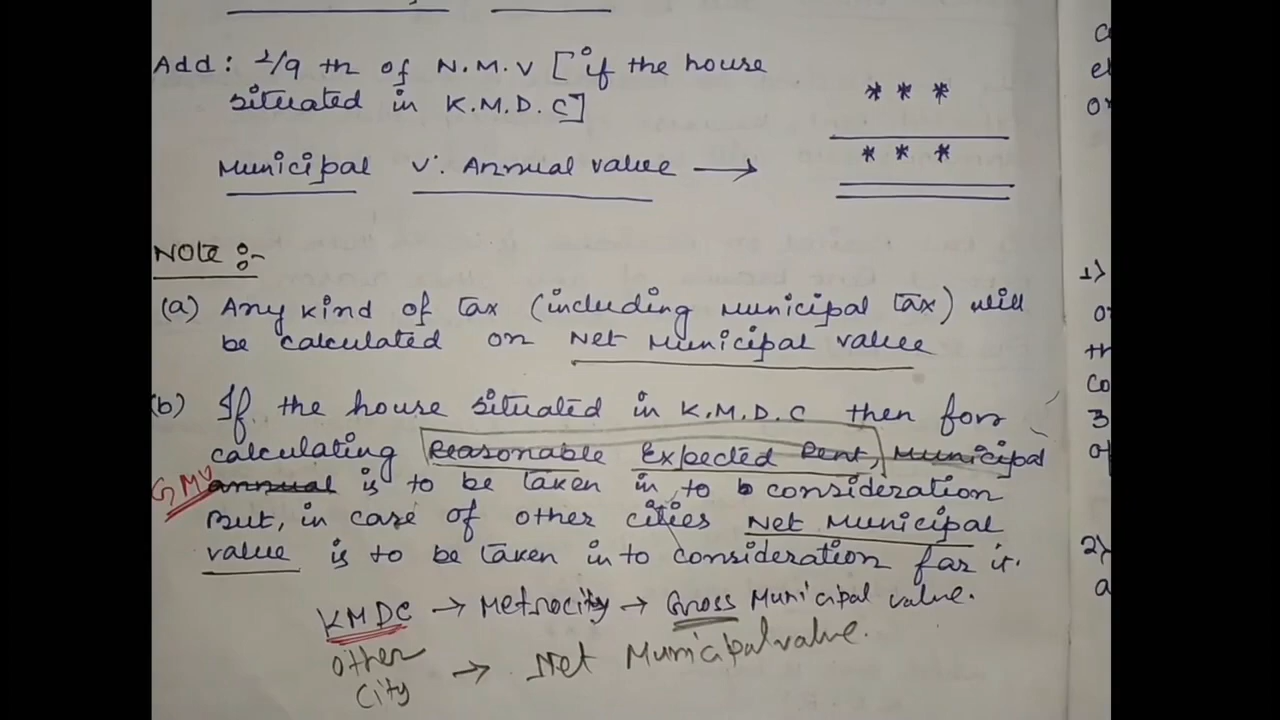 Add: 2/9 th of N.M.V [if the house
situated in K.M.D.C]
* * *
Municipal V. Annual value →
* * *
Note :-
(a) Any kind of tax (including Municipal tax) will
be calculated on Net Municipal value
(b) If the house situated in K.M.D.C then for
calculating Reasonable Expected Rent, Municipal
GMV annual is to be taken in to consideration
But, in case of other cities Net Municipal
value is to be taken in to consideration for it.
KMDC → Metrocity → Gross Municipal value.
other city → Net Municipal value.
1)
2)